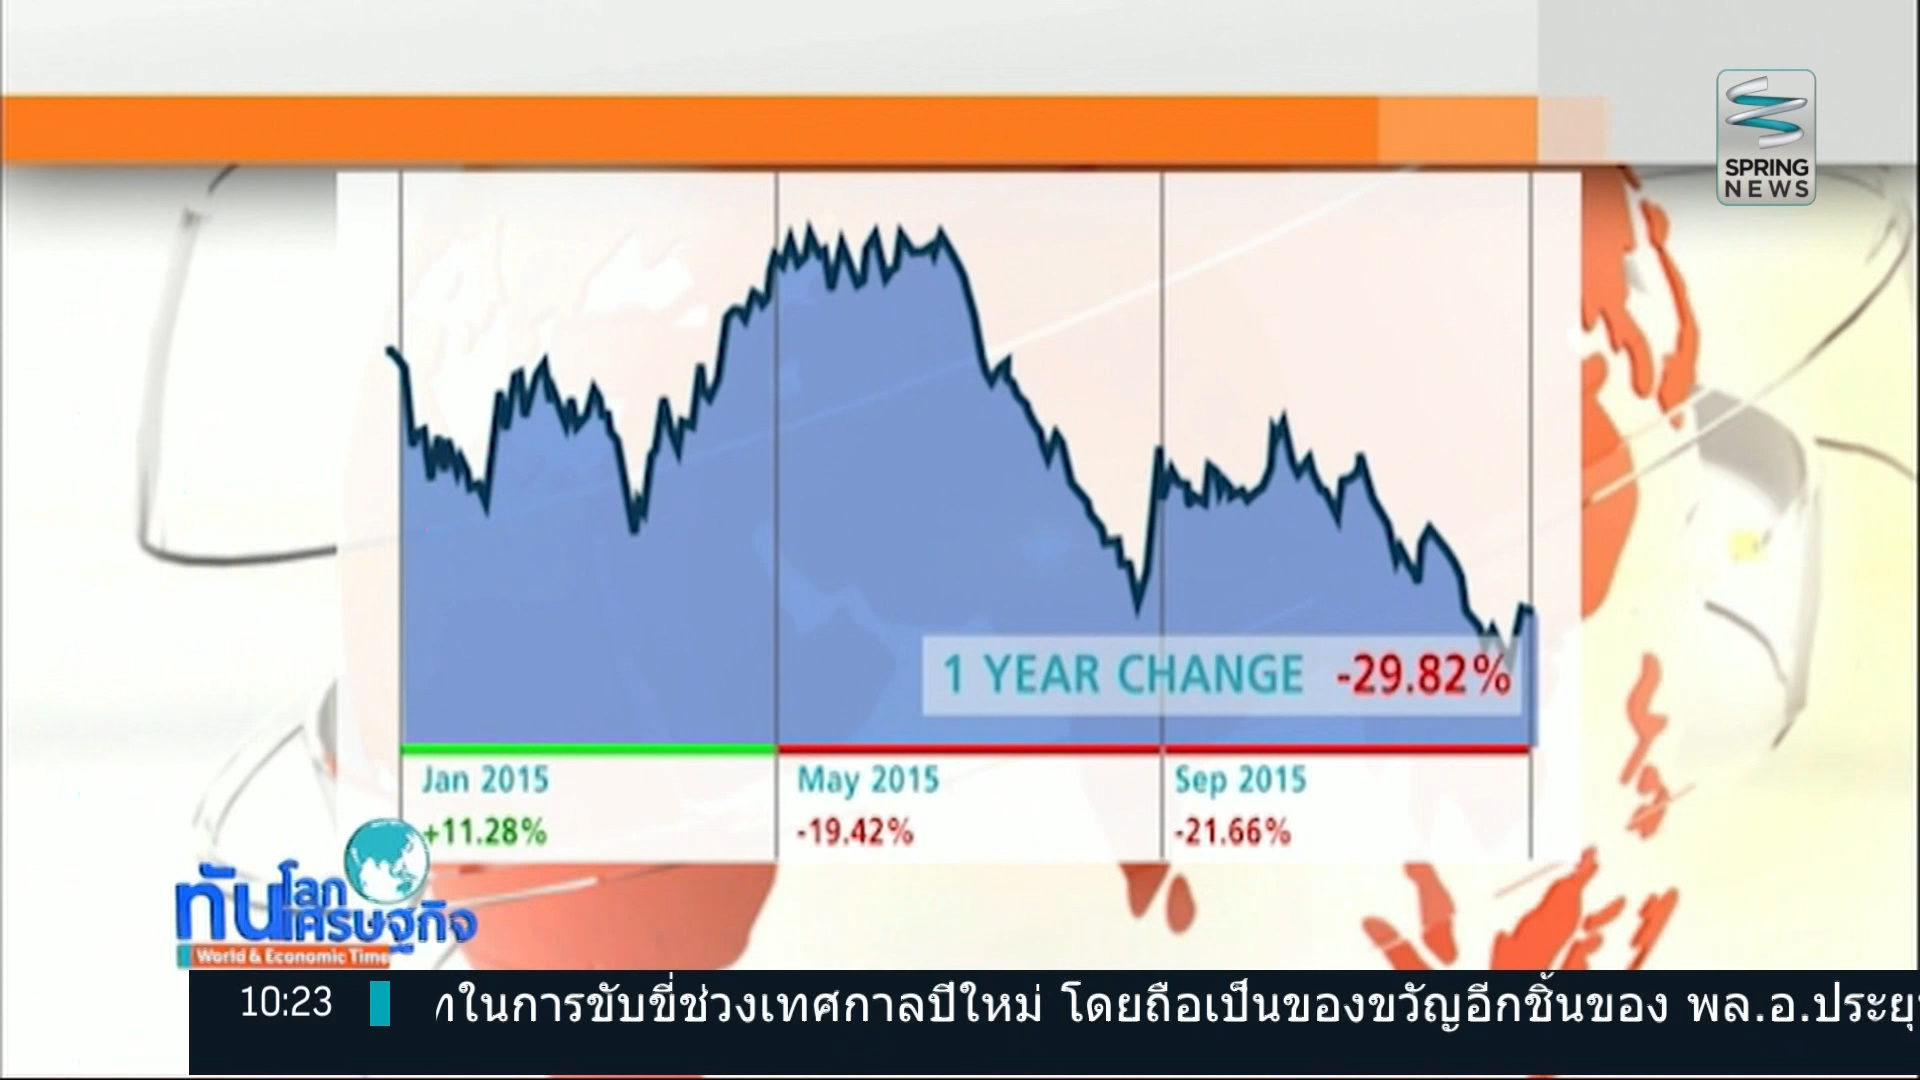 SPRING
NEWS
1 YEAR CHANGE -29.82%
Jan 2015 May 2015 Sep 2015
+11.28% -19.42% -21.66%
ทันโลก
เศรษฐกิจ
World & Economic Time
10:23 ในการขับขี่ช่วงเทศกาลปีใหม่ โดยถือเป็นของขวัญอีกชิ้นของ พล.อ.ประยุ